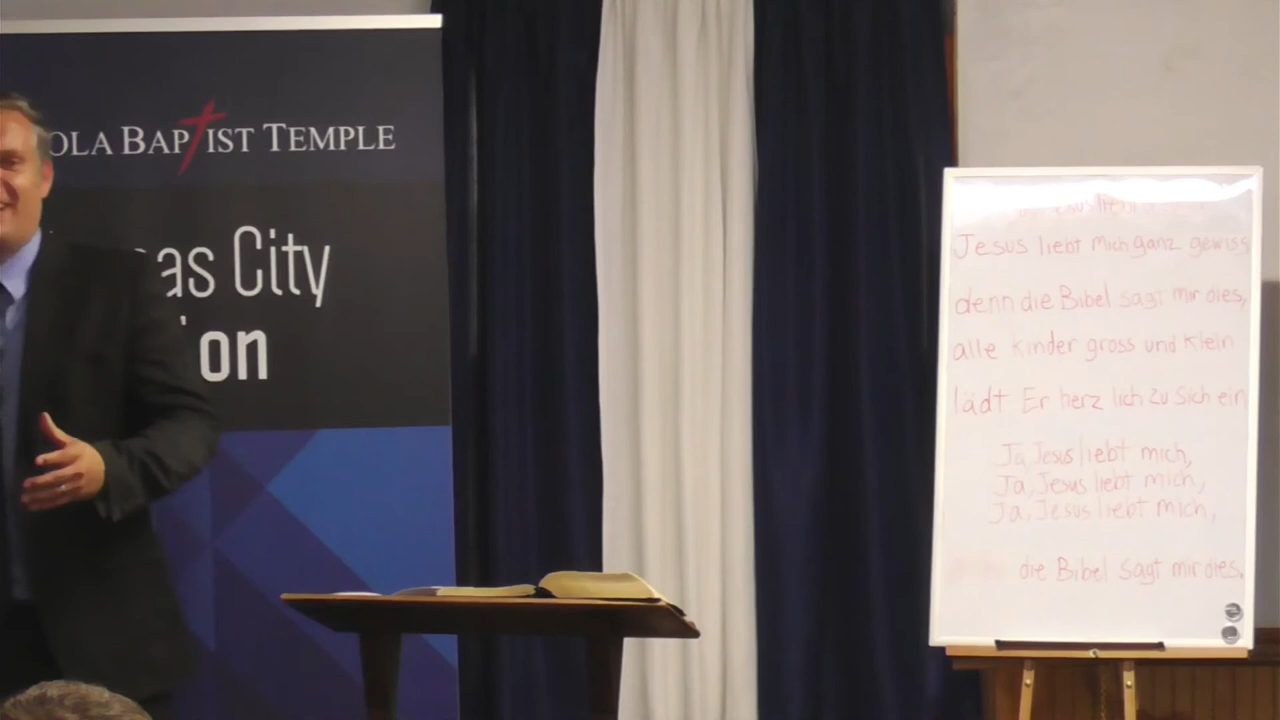 OLA BAPTIST TEMPLE
as City
on
Jesus liebt
Jesus liebt mich ganz gewiss,
denn die Bibel sagt mir dies,
alle Kinder gross und Klein
lädt Er herz lich zu Sich ein
Ja, Jesus liebt mich,
Ja, Jesus liebt mich,
Ja, Jesus liebt mich,
die Bibel sagt mir dies.